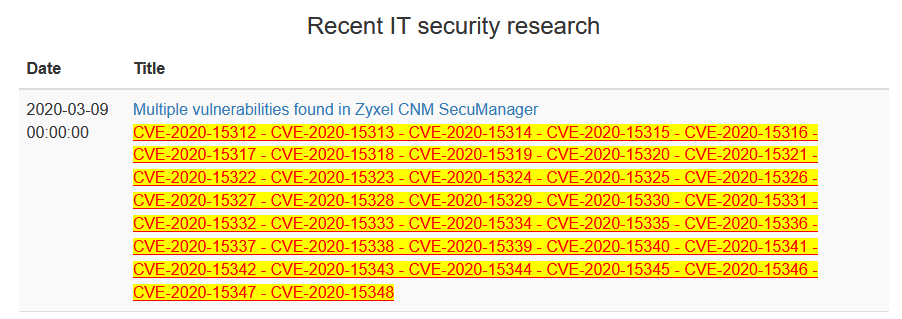 Recent IT security research
Date Title
2020-03-09 00:00:00 Multiple vulnerabilities found in Zyxel CNM SecuManager
CVE-2020-15312 - CVE-2020-15313 - CVE-2020-15314 - CVE-2020-15315 - CVE-2020-15316 -
CVE-2020-15317 - CVE-2020-15318 - CVE-2020-15319 - CVE-2020-15320 - CVE-2020-15321 -
CVE-2020-15322 - CVE-2020-15323 - CVE-2020-15324 - CVE-2020-15325 - CVE-2020-15326 -
CVE-2020-15327 - CVE-2020-15328 - CVE-2020-15329 - CVE-2020-15330 - CVE-2020-15331 -
CVE-2020-15332 - CVE-2020-15333 - CVE-2020-15334 - CVE-2020-15335 - CVE-2020-15336 -
CVE-2020-15337 - CVE-2020-15338 - CVE-2020-15339 - CVE-2020-15340 - CVE-2020-15341 -
CVE-2020-15342 - CVE-2020-15343 - CVE-2020-15344 - CVE-2020-15345 - CVE-2020-15346 -
CVE-2020-15347 - CVE-2020-15348